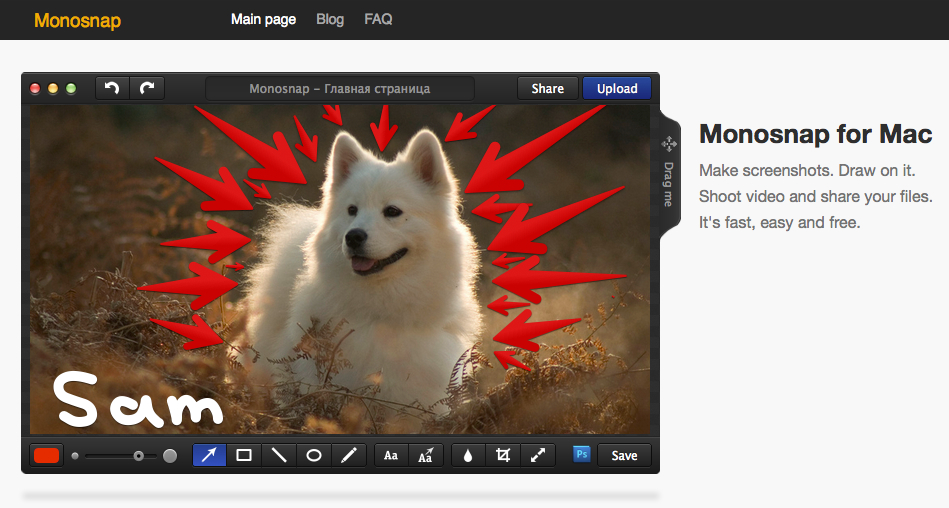 Monosnap
Main page Blog FAQ
Monosnap – Главная страница
Share
Upload
Drag me
Monosnap for Mac
Make screenshots. Draw on it.
Shoot video and share your files.
It's fast, easy and free.
Sam
Aa
Aa
Ps
Save